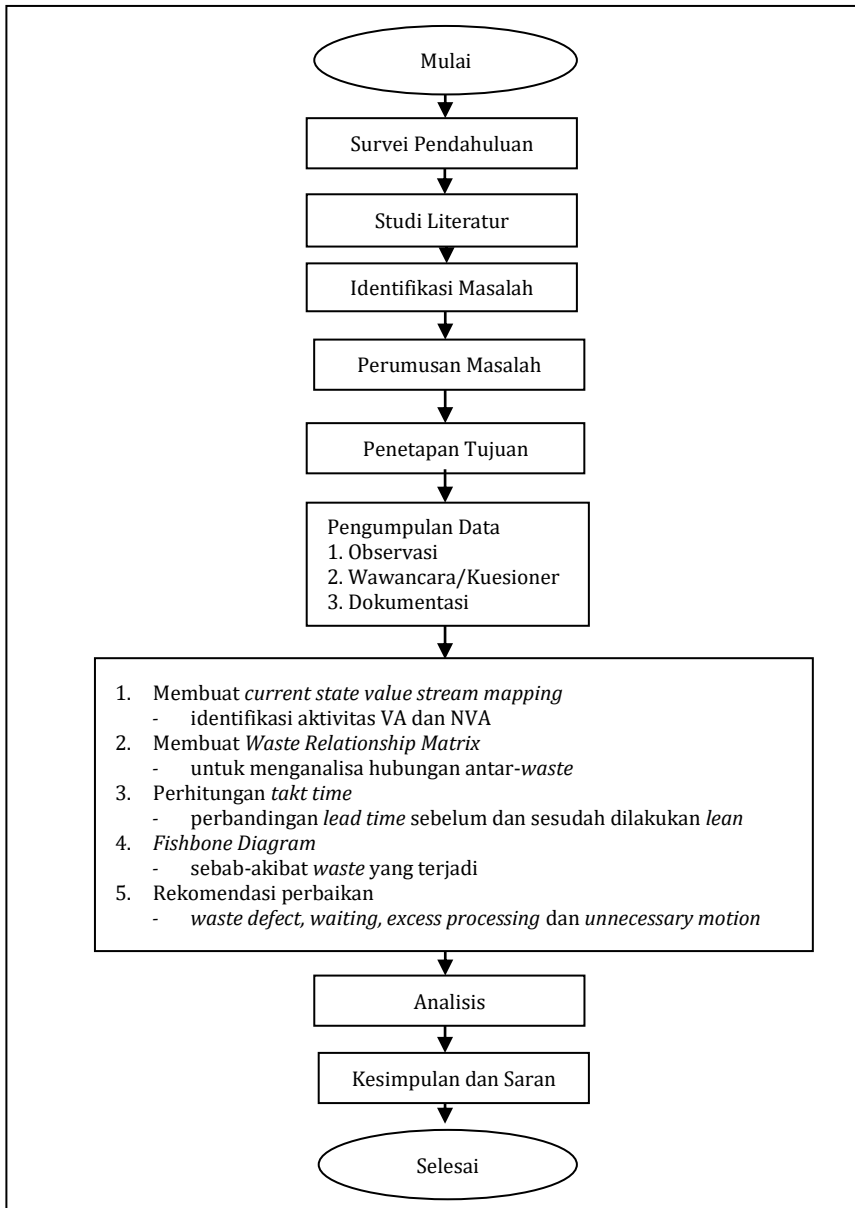 Mulai
Survei Pendahuluan
Studi Literatur
Identifikasi Masalah
Perumusan Masalah
Penetapan Tujuan
Pengumpulan Data
1. Observasi
2. Wawancara/Kuesioner
3. Dokumentasi
1. Membuat current state value stream mapping
- identifikasi aktivitas VA dan NVA
2. Membuat Waste Relationship Matrix
- untuk menganalisa hubungan antar-waste
3. Perhitungan takt time
- perbandingan lead time sebelum dan sesudah dilakukan lean
4. Fishbone Diagram
- sebab-akibat waste yang terjadi
5. Rekomendasi perbaikan
- waste defect, waiting, excess processing dan unnecessary motion
Analisis
Kesimpulan dan Saran
Selesai